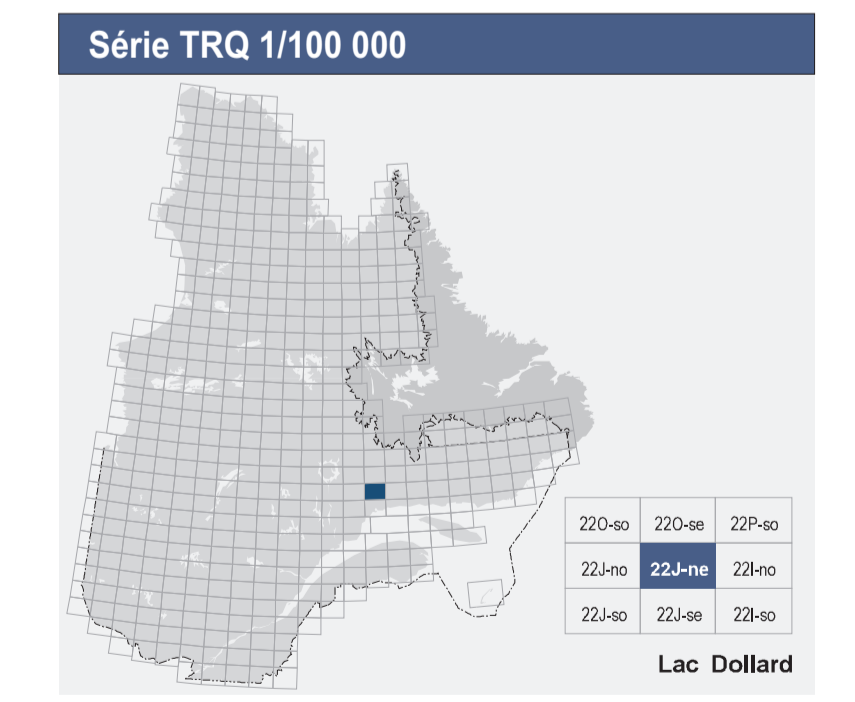 Série TRQ 1/100 000
22O-so 22O-se 22P-so
22J-no 22J-ne 22I-no
22J-so 22J-se 22I-so
Lac Dollard